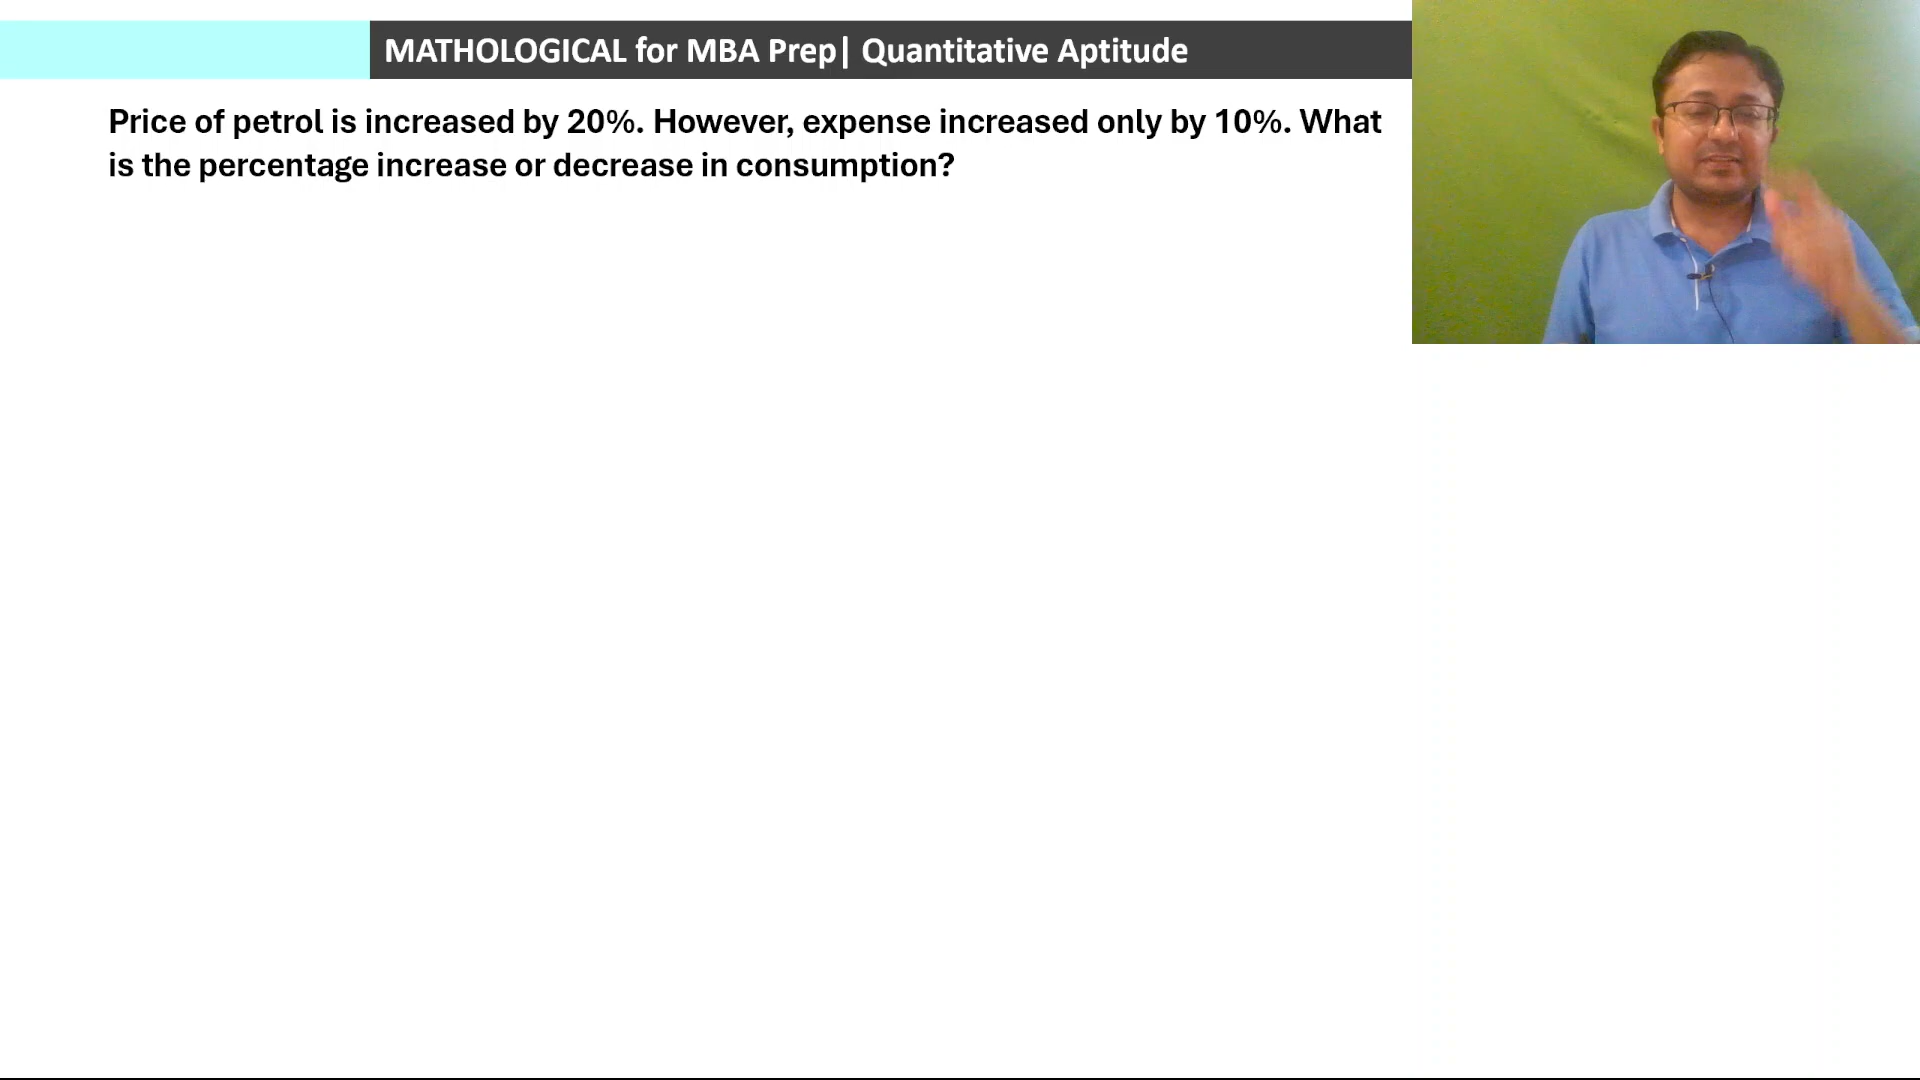 MATHOLOGICAL for MBA Prep| Quantitative Aptitude
Price of petrol is increased by 20%. However, expense increased only by 10%. What
is the percentage increase or decrease in consumption?